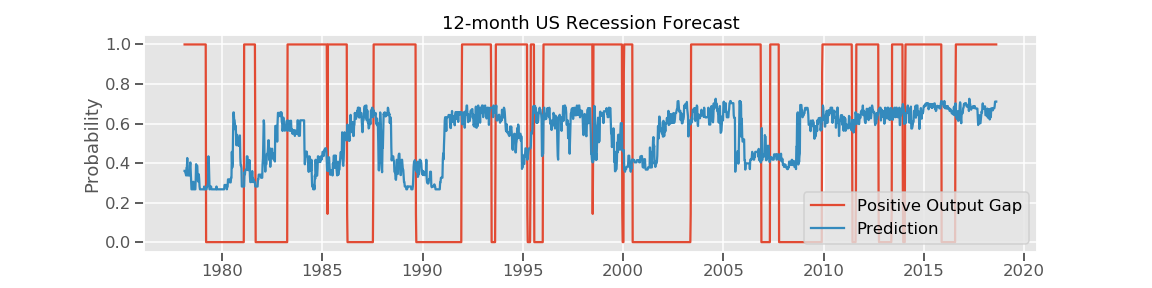 12-month US Recession Forecast
Probability
1.0
0.8
0.6
0.4
0.2
0.0
Positive Output Gap
Prediction
1980 1985 1990 1995 2000 2005 2010 2015 2020